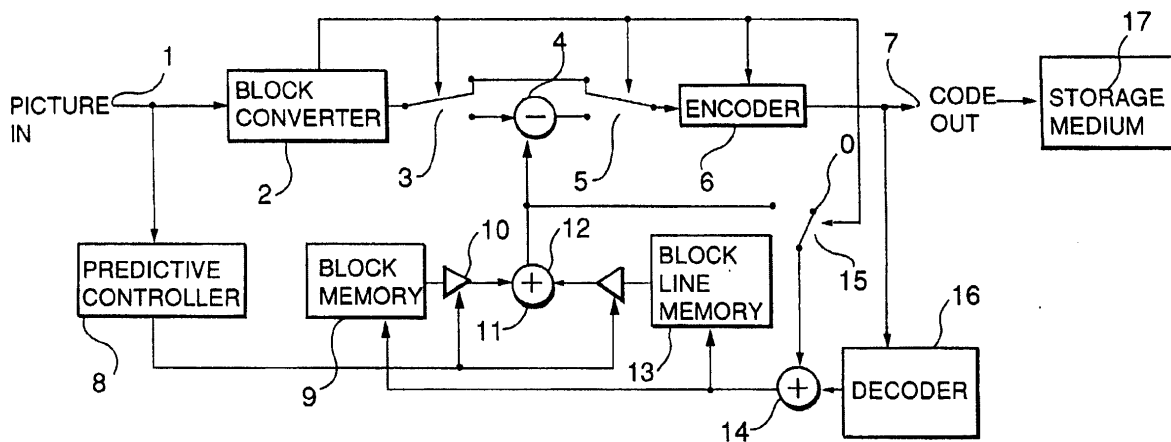 1
4
7
17
PICTURE
IN
BLOCK
CONVERTER
−
ENCODER
CODE
OUT
STORAGE
MEDIUM
2
3
5
6
0
10
12
15
PREDICTIVE
CONTROLLER
BLOCK
MEMORY
+
BLOCK
LINE
MEMORY
16
8
9
11
13
+
DECODER
14